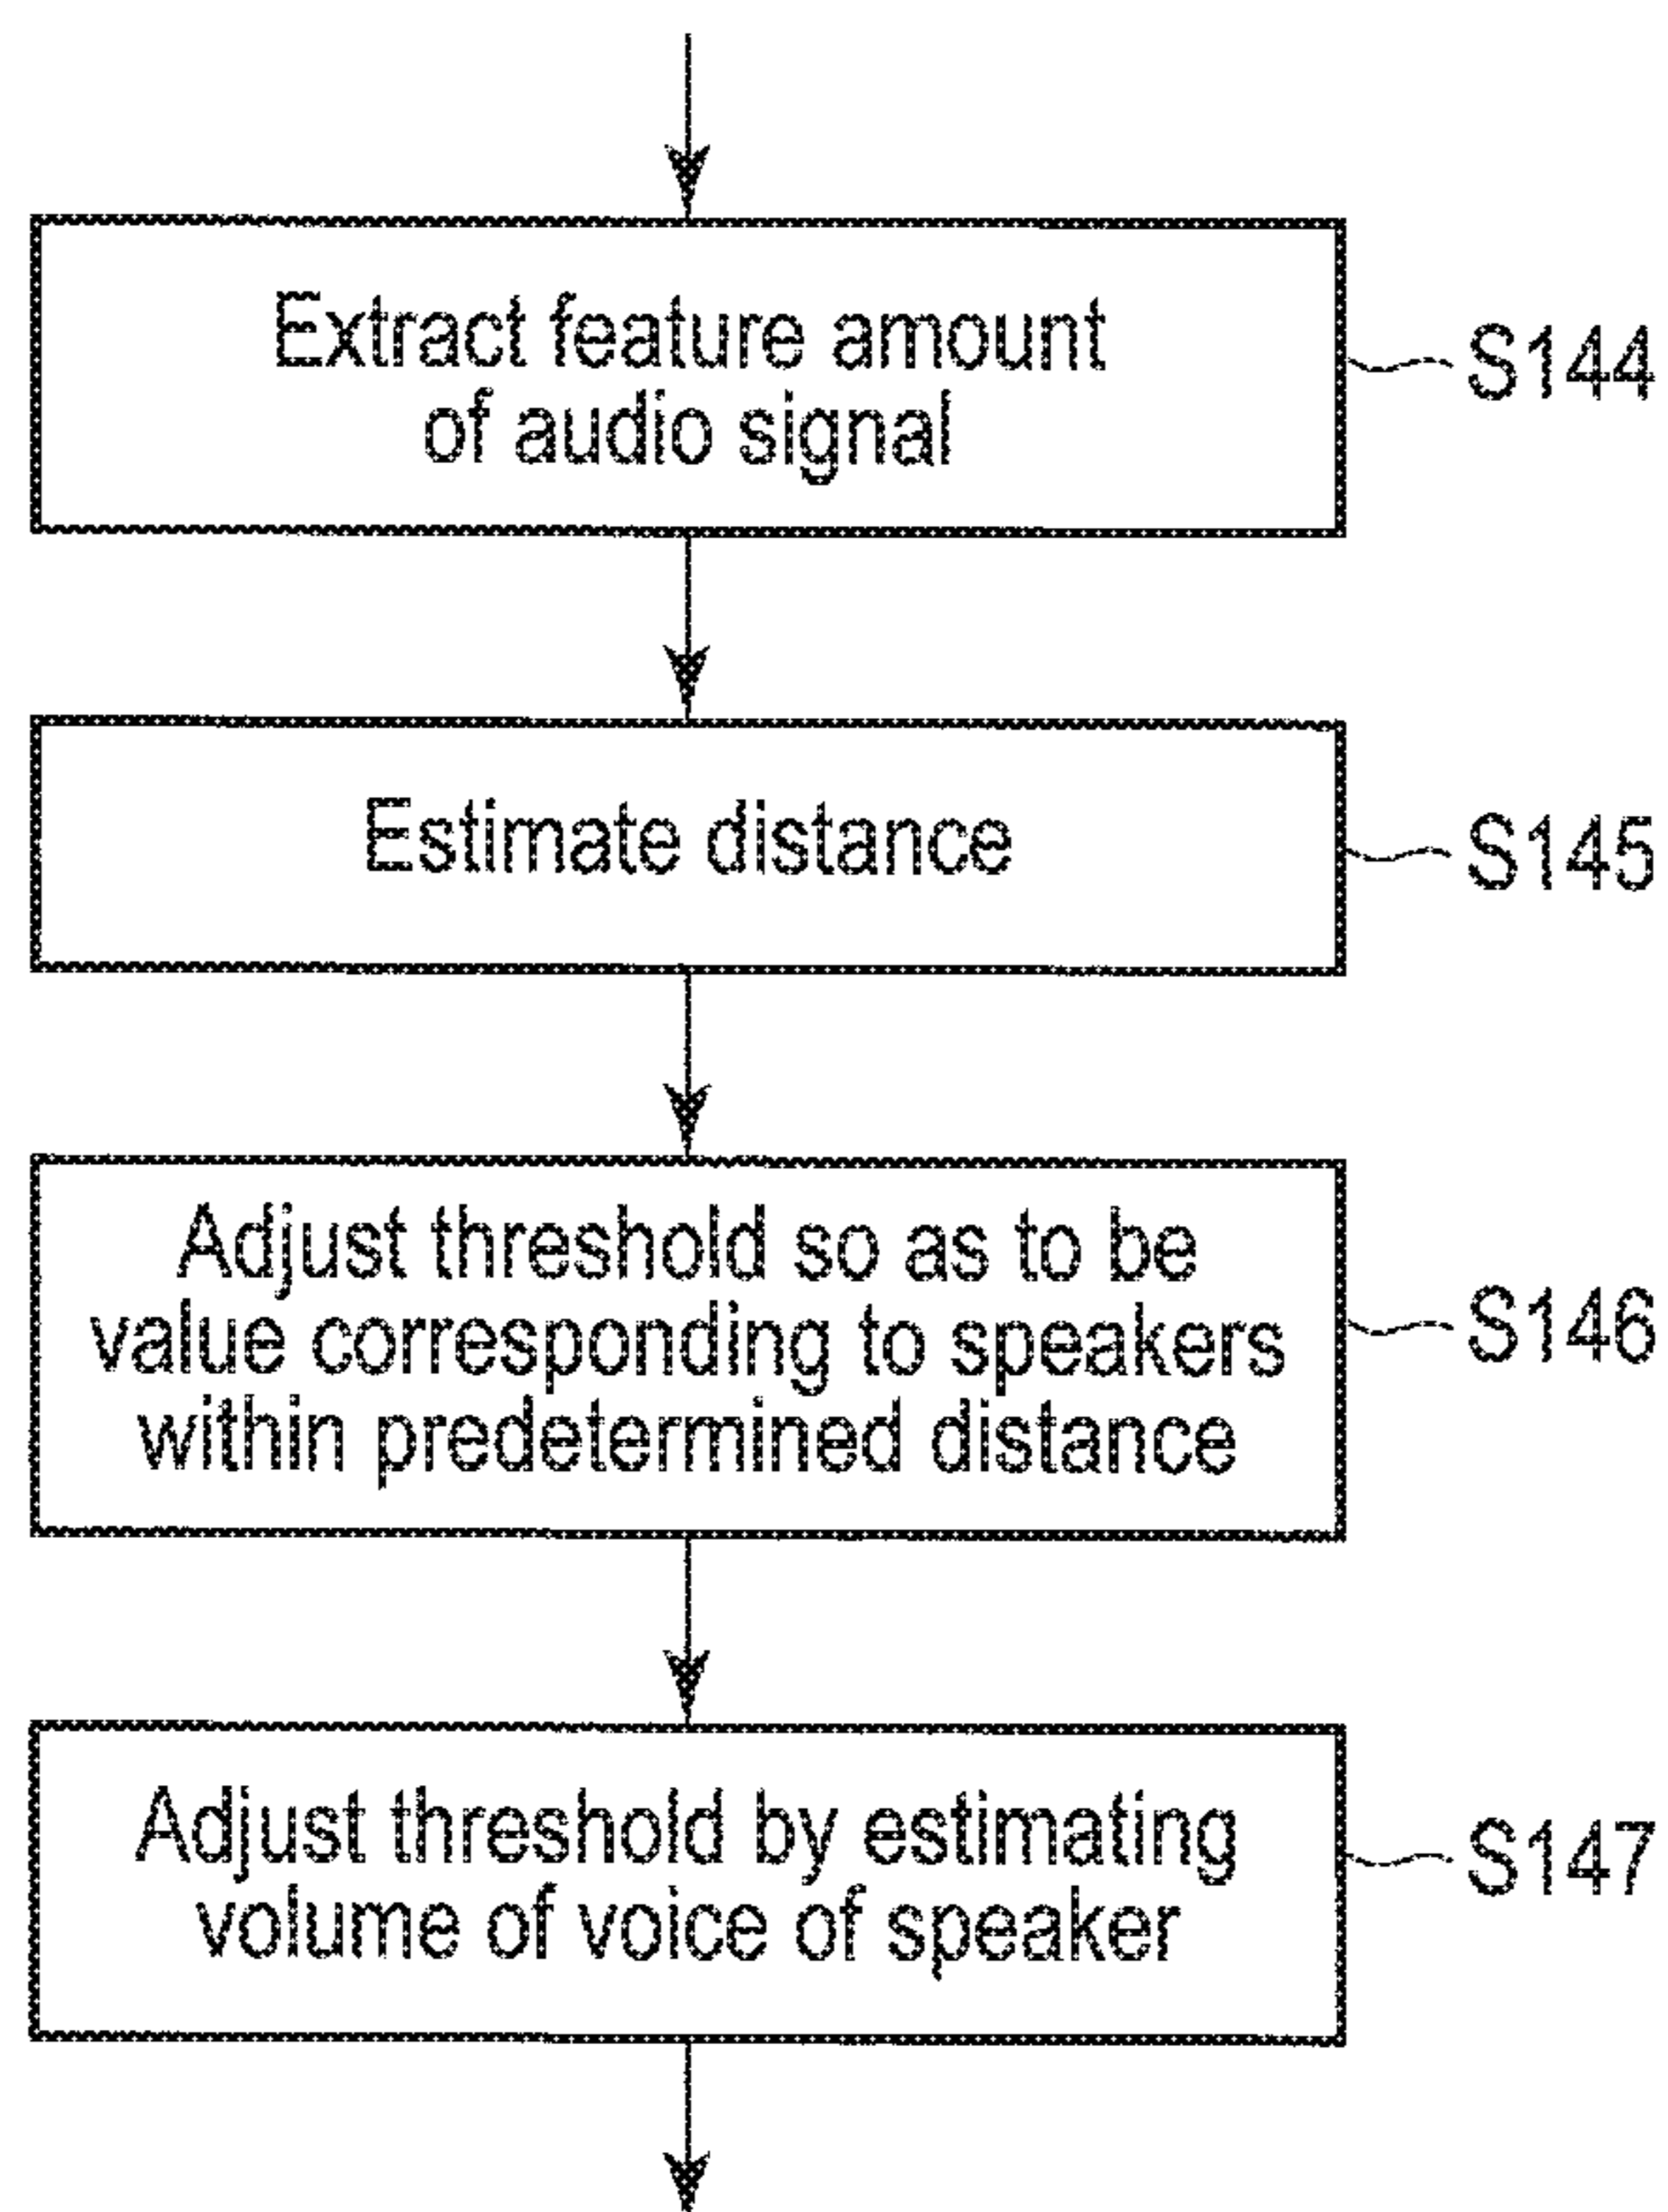 Extract feature amount
of audio signal
S144
Estimate distance
S145
Adjust threshold so as to be
value corresponding to speakers
within predetermined distance
S146
Adjust threshold by estimating
volume of voice of speaker
S147